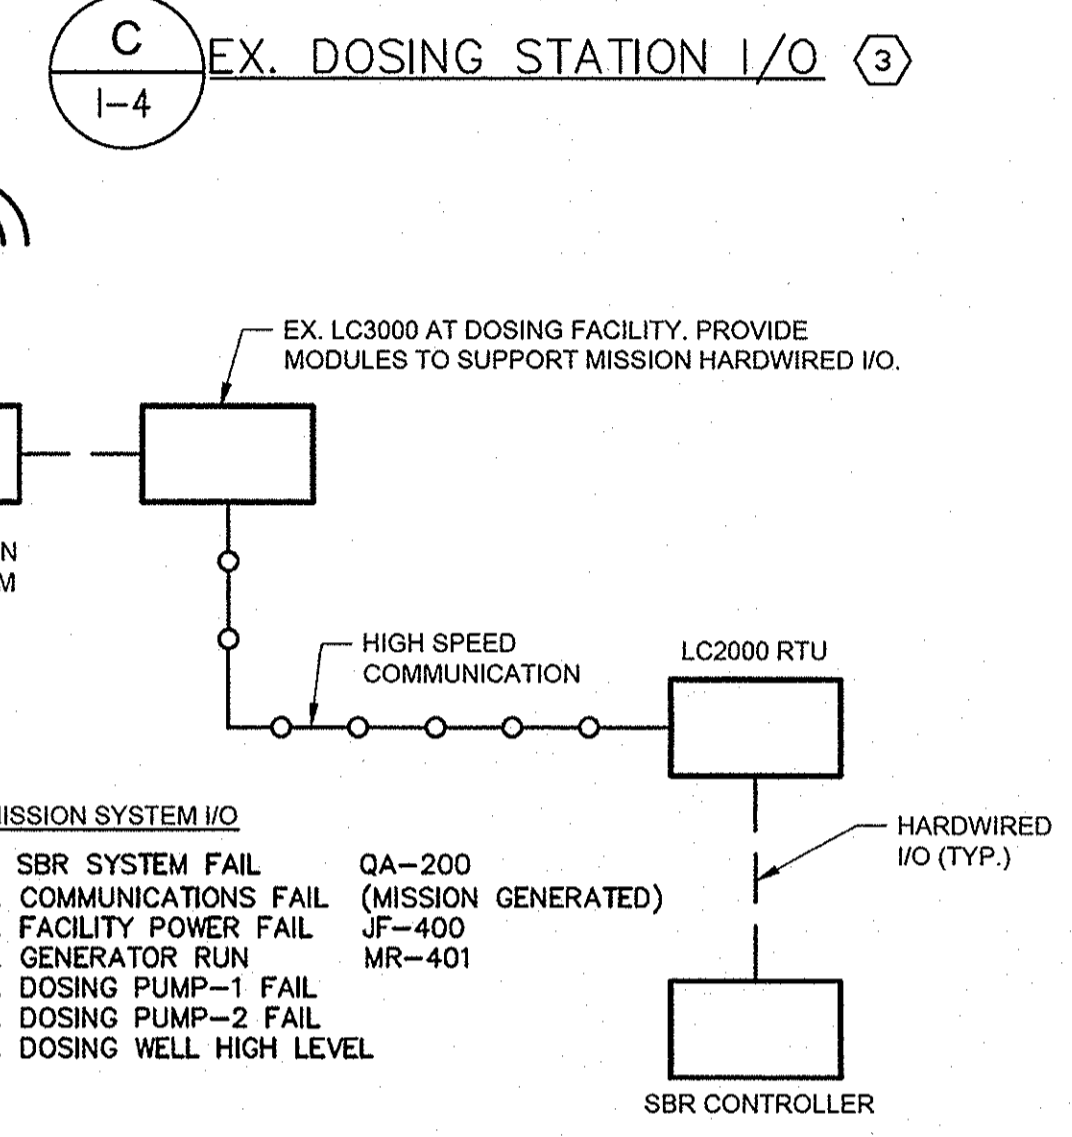 C
I-4
EX. DOSING STATION I/O
3
EX. LC3000 AT DOSING FACILITY. PROVIDE
MODULES TO SUPPORT MISSION HARDWIRED I/O.
HIGH SPEED
COMMUNICATION
LC2000 RTU
HARDWIRED
I/O (TYP.)
SBR CONTROLLER
MISSION SYSTEM I/O
SBR SYSTEM FAIL QA-200
COMMUNICATIONS FAIL (MISSION GENERATED)
FACILITY POWER FAIL JF-400
GENERATOR RUN MR-401
DOSING PUMP-1 FAIL
DOSING PUMP-2 FAIL
DOSING WELL HIGH LEVEL